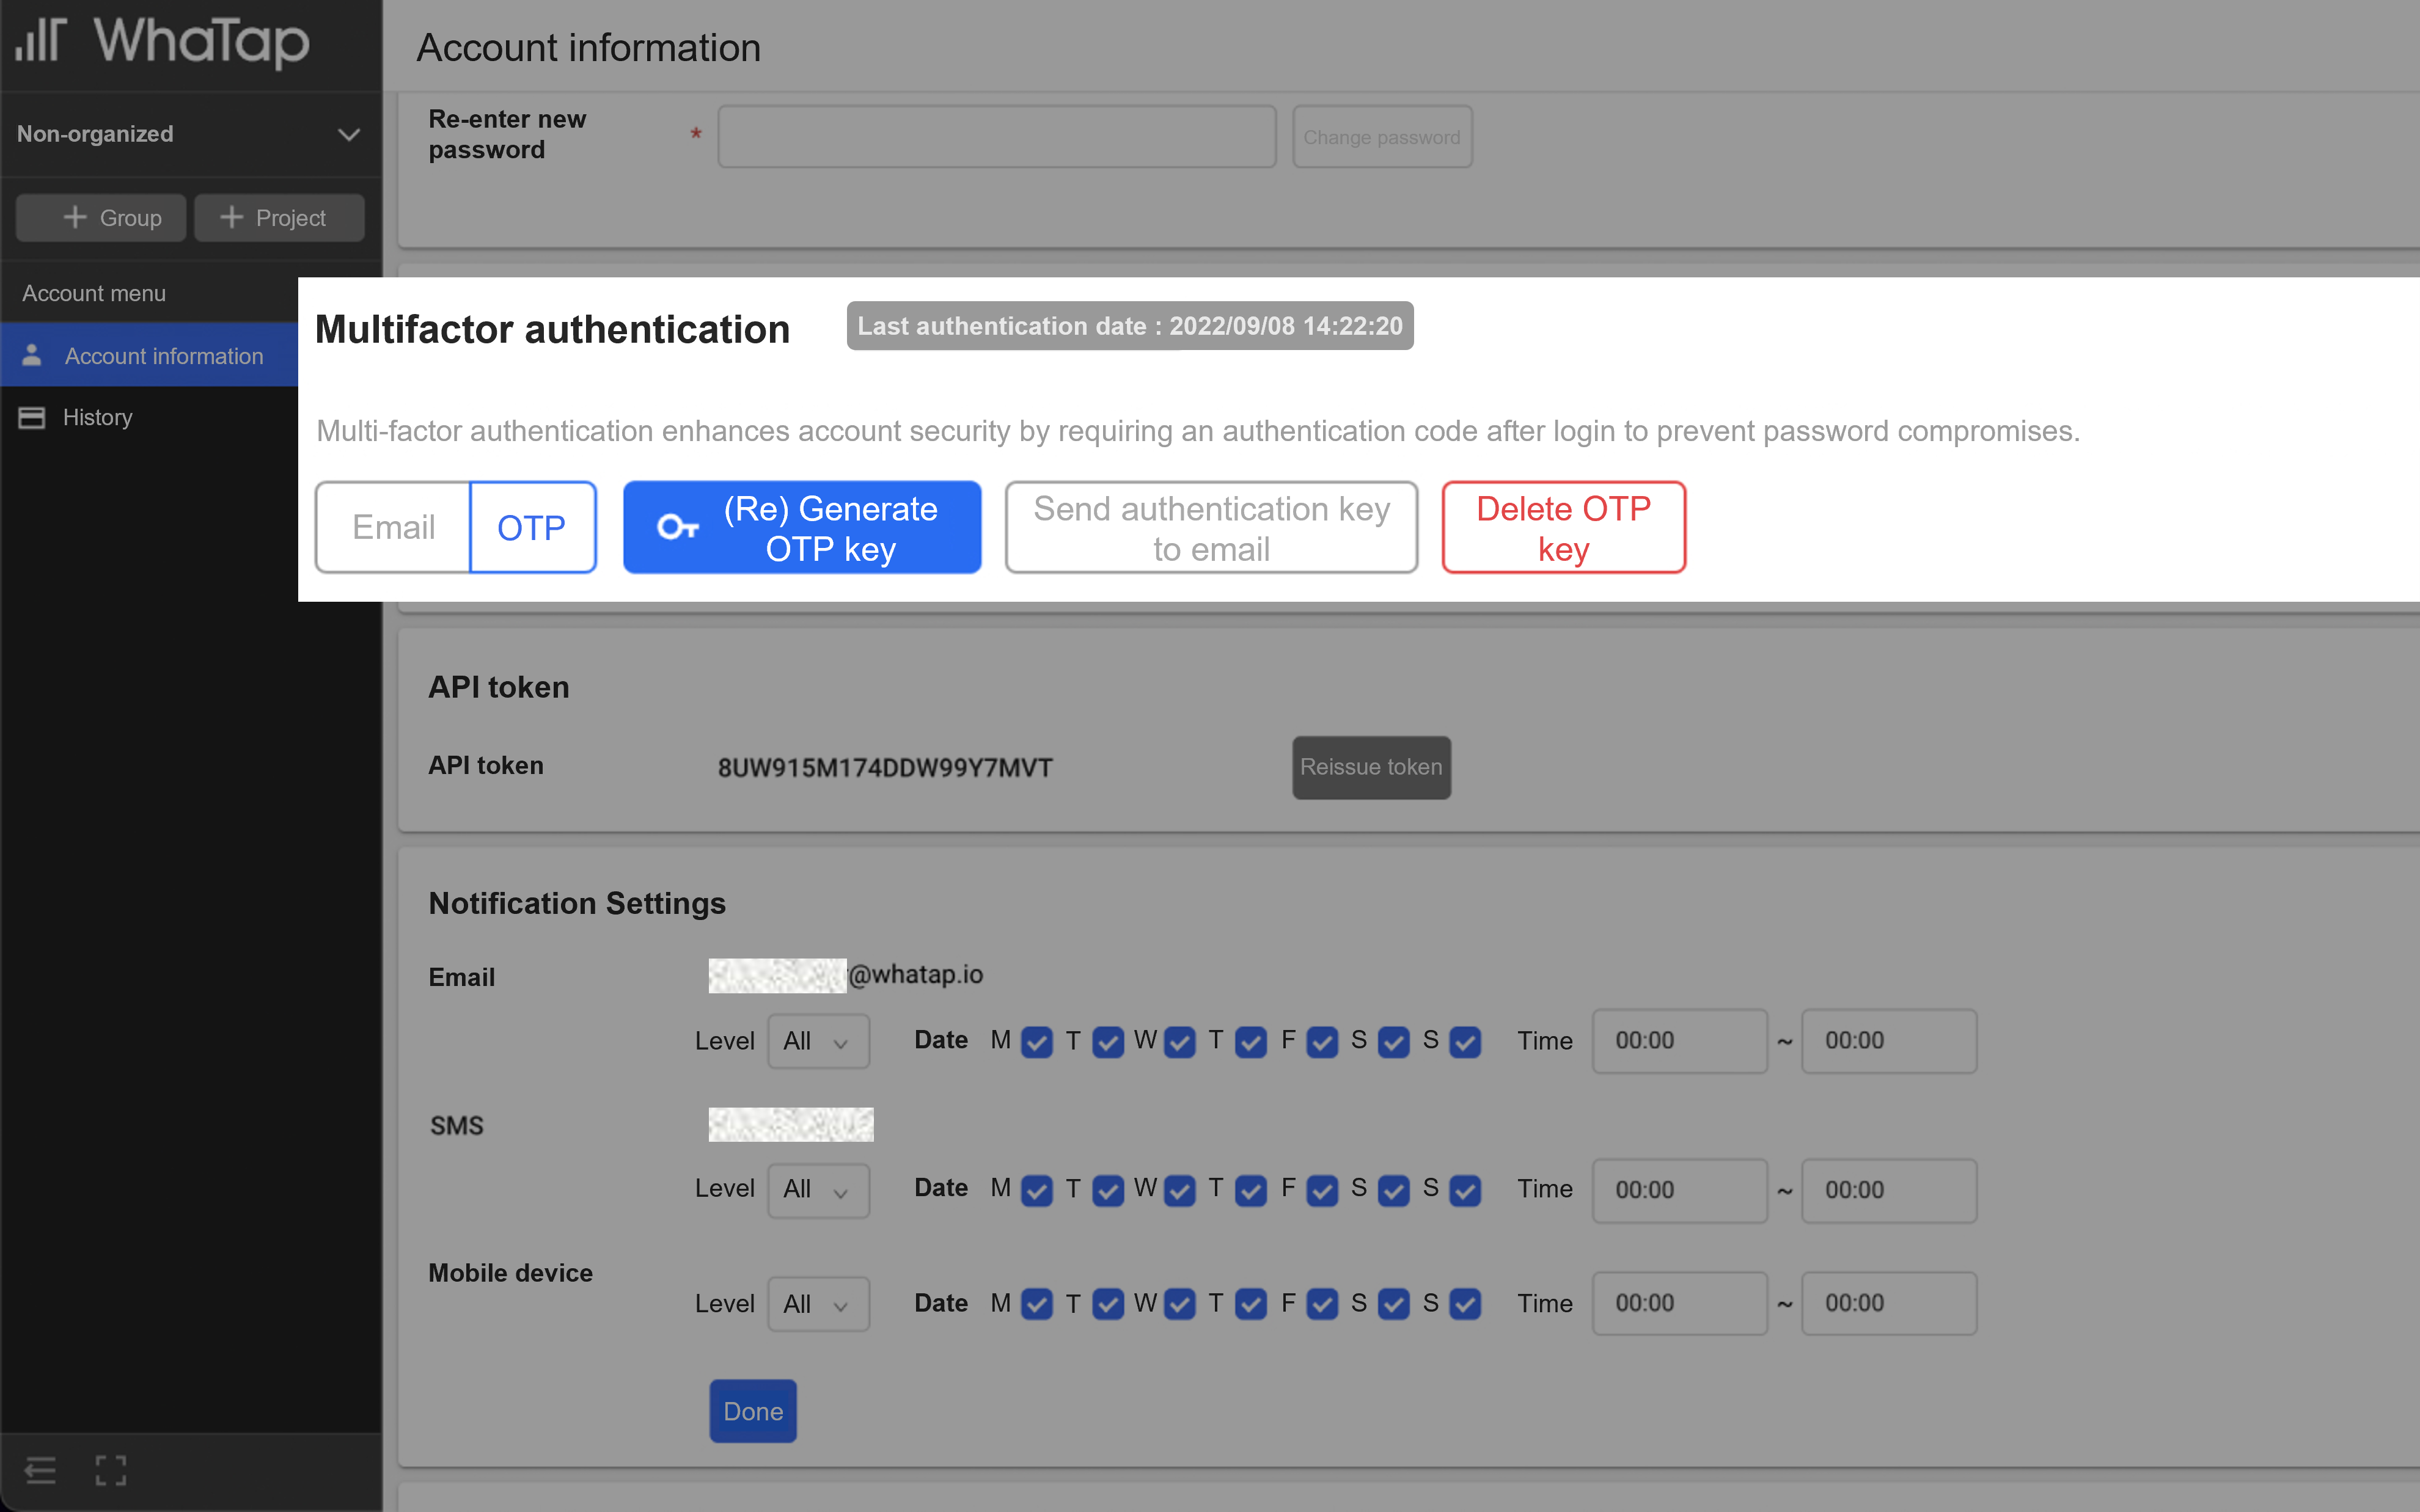 WhaTap
Account information
Non-organized
Group
Project
Account menu
Account information
History
Re-enter new
password
*
Change password
Multifactor authentication
Last authentication date : 2022/09/08 14:22:20
Multi-factor authentication enhances account security by requiring an authentication code after login to prevent password compromises.
Email
OTP
(Re) Generate
OTP key
Send authentication key
to email
Delete OTP
key
API token
API token
8UW915M174DDW99Y7MVT
Reissue token
Notification Settings
Email
@whatap.io
Level All Date M T W T F S S Time 00:00 ~ 00:00
SMS
Level All Date M T W T F S S Time 00:00 ~ 00:00
Mobile device
Level All Date M T W T F S S Time 00:00 ~ 00:00
Done